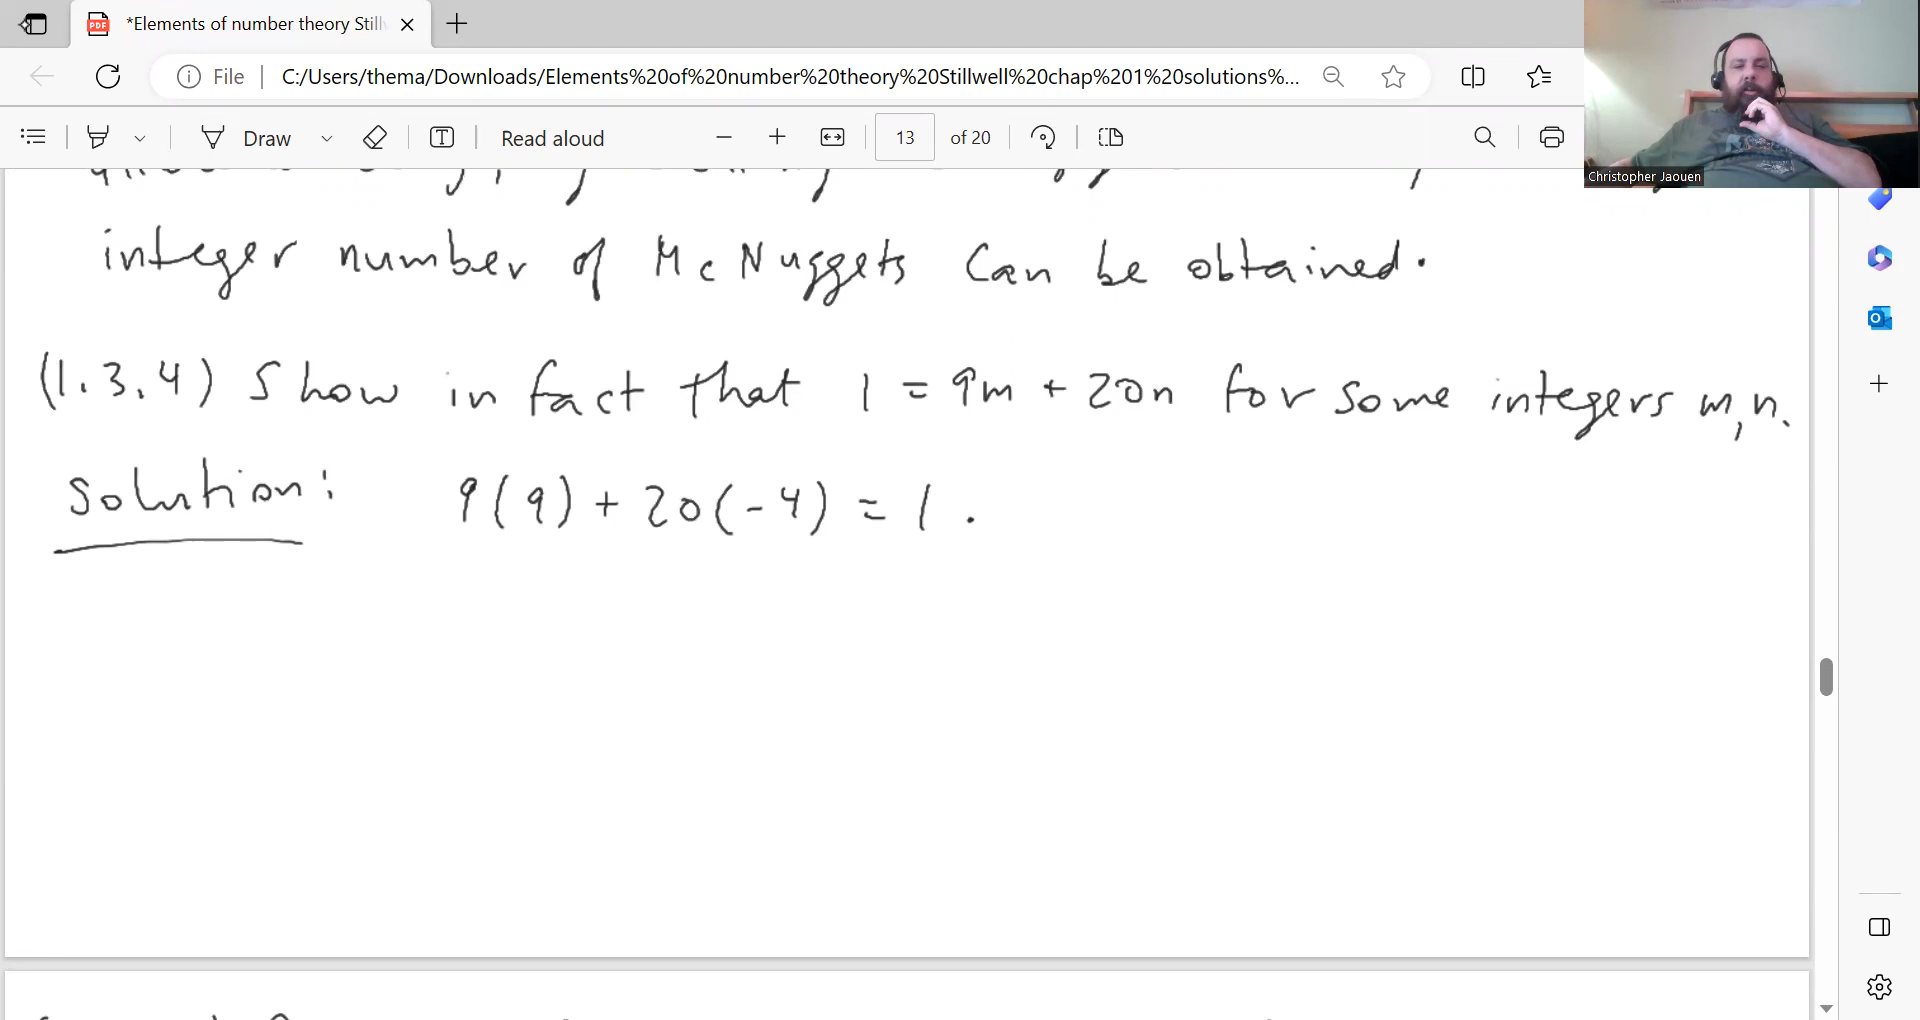 *Elements of number theory Still
File
C:/Users/thema/Downloads/Elements%20of%20number%20theory%20Stillwell%20chap%201%20solutions%...
Draw
Read aloud
13 of 20
Christopher Jaouen
integer number of McNuggets can be obtained.
(1.3.4) Show in fact that 1 = 9m + 20n for some integers m, n.
Solution: 9(9) + 20(-4) = 1.